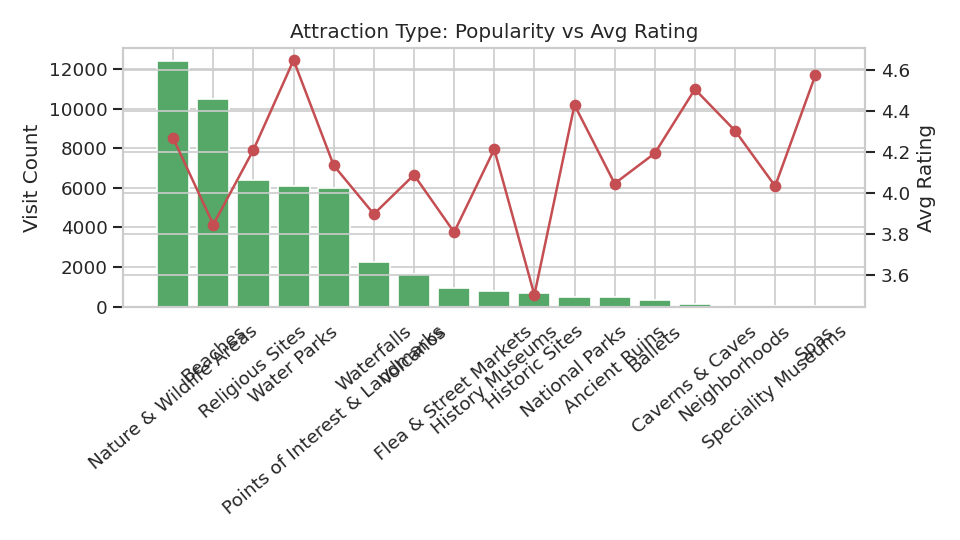 Attraction Type: Popularity vs Avg Rating
Visit Count
12000
10000
8000
6000
4000
2000
0
4.6
4.4
4.2
4.0
3.8
3.6
Avg Rating
Nature & Wildlife Areas
Beaches
Religious Sites
Water Parks
Points of Interest & Landmarks
Waterfalls
Volcanos
Flea & Street Markets
History Museums
Historic Sites
National Parks
Ancient Ruins
Ballets
Caverns & Caves
Neighborhoods
Speciality Museums
Spas